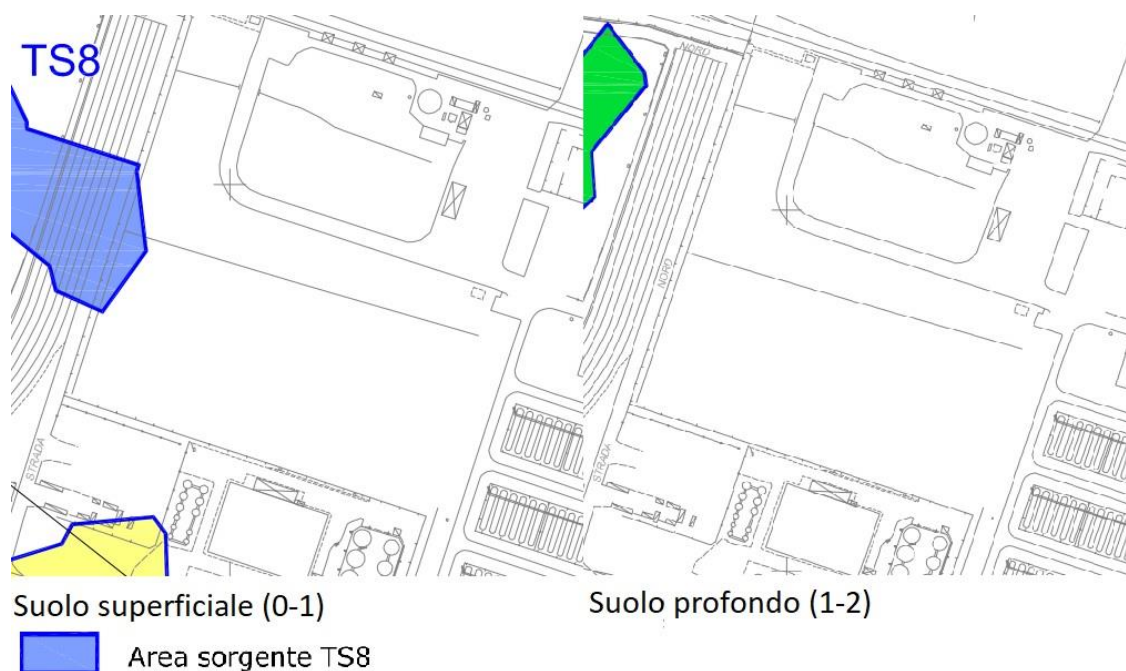 TS8
NORD
NORD
STRADA
STRADA
Suolo superficiale (0-1)
Suolo profondo (1-2)
Area sorgente TS8